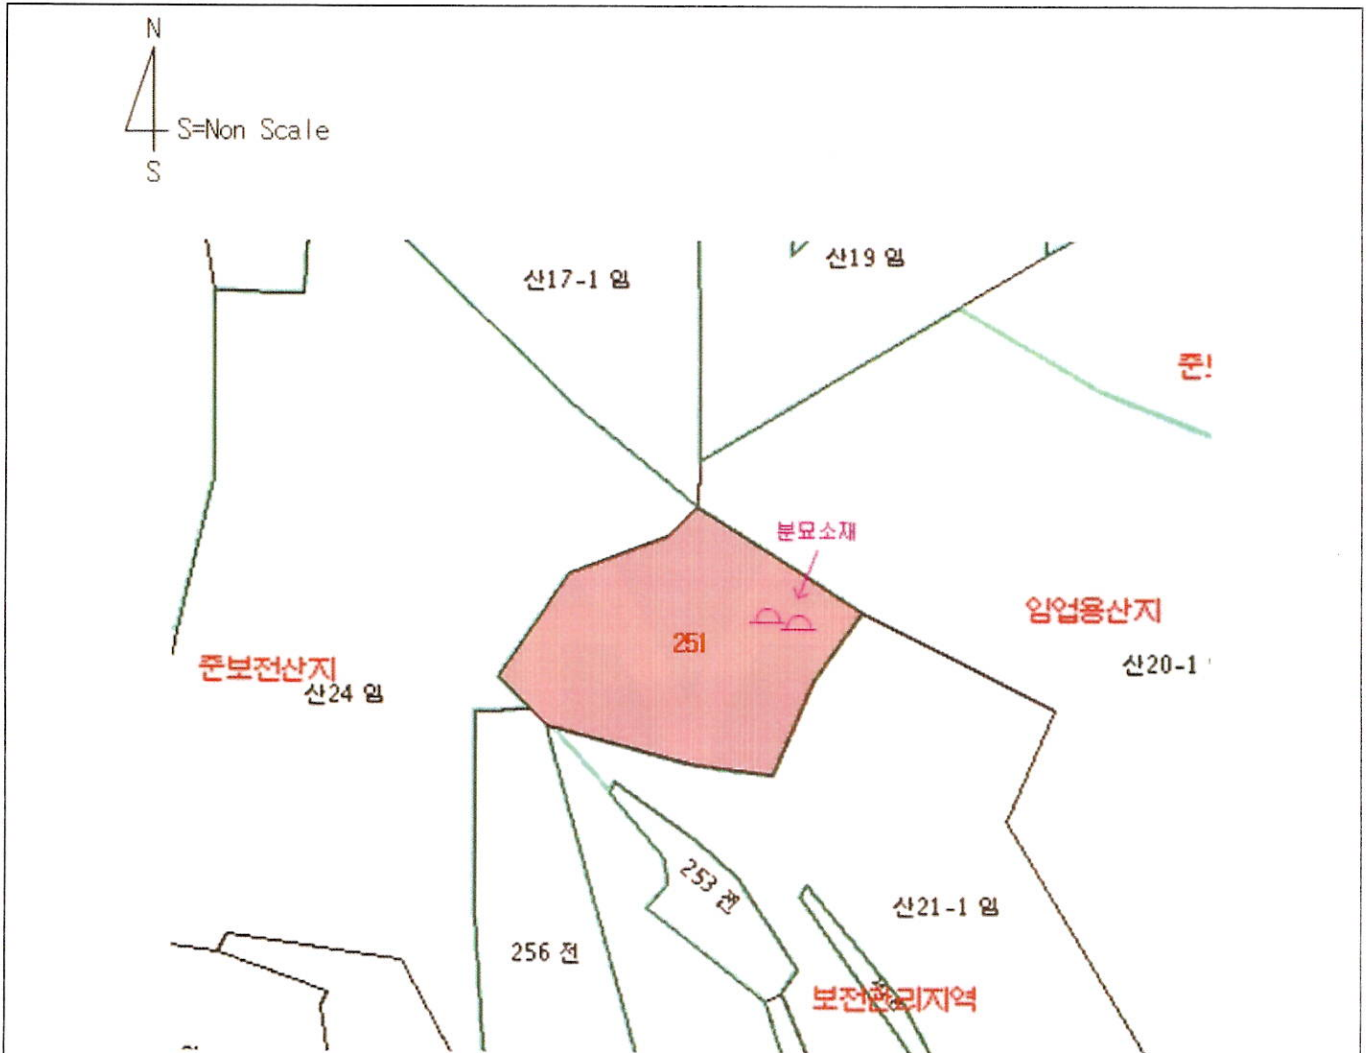 N
S=Non Scale
S
산17-1 임
산19 임
준보
분묘소재
251
임업용산지
산20-1
준보전산지
산24 임
253 전
산21-1 임
256 전
보전관리지역